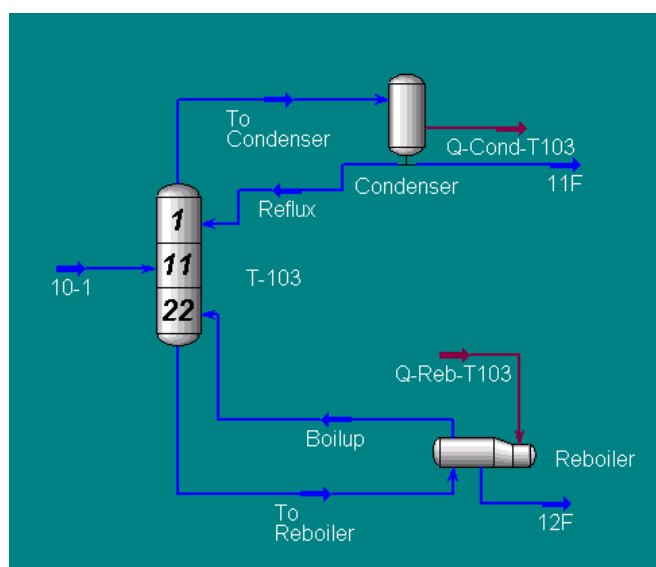 To
Condenser
Q-Cond-T103
Condenser
11F
Reflux
1
11
22
T-103
10-1
Q-Reb-T103
Boilup
Reboiler
To
Reboiler
12F